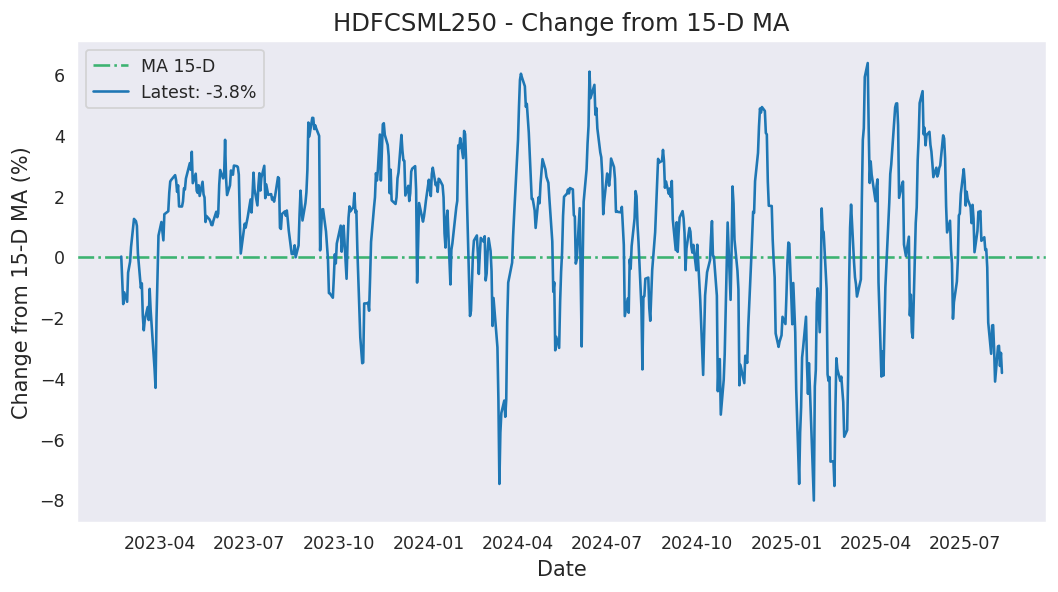 HDFCSML250 - Change from 15-D MA
MA 15-D
Latest: -3.8%
Change from 15-D MA (%)
6
4
2
0
−2
−4
−6
−8
2023-04 2023-07 2023-10 2024-01 2024-04 2024-07 2024-10 2025-01 2025-04 2025-07
Date